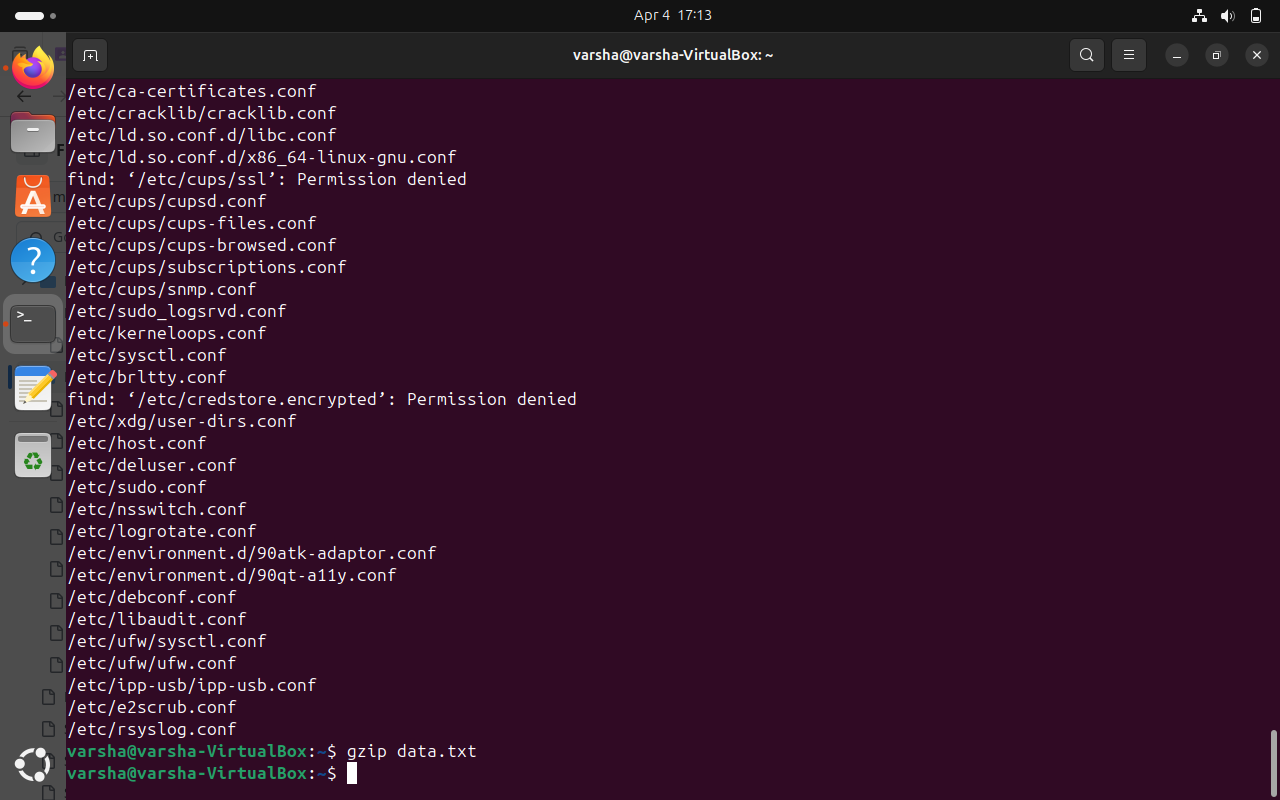 Apr 4 17:13
varsha@varsha-VirtualBox: ~
/etc/ca-certificates.conf
/etc/cracklib/cracklib.conf
/etc/ld.so.conf.d/libc.conf
/etc/ld.so.conf.d/x86_64-linux-gnu.conf
find: ‘/etc/cups/ssl’: Permission denied
/etc/cups/cupsd.conf
/etc/cups/cups-files.conf
/etc/cups/cups-browsed.conf
/etc/cups/subscriptions.conf
/etc/cups/snmp.conf
/etc/sudo_logsrvd.conf
/etc/kerneloops.conf
/etc/sysctl.conf
/etc/brltty.conf
find: ‘/etc/credstore.encrypted’: Permission denied
/etc/xdg/user-dirs.conf
/etc/host.conf
/etc/deluser.conf
/etc/sudo.conf
/etc/nsswitch.conf
/etc/logrotate.conf
/etc/environment.d/90atk-adaptor.conf
/etc/environment.d/90qt-a11y.conf
/etc/debconf.conf
/etc/libaudit.conf
/etc/ufw/sysctl.conf
/etc/ufw/ufw.conf
/etc/ipp-usb/ipp-usb.conf
/etc/e2scrub.conf
/etc/rsyslog.conf
varsha@varsha-VirtualBox:~$ gzip data.txt
varsha@varsha-VirtualBox:~$